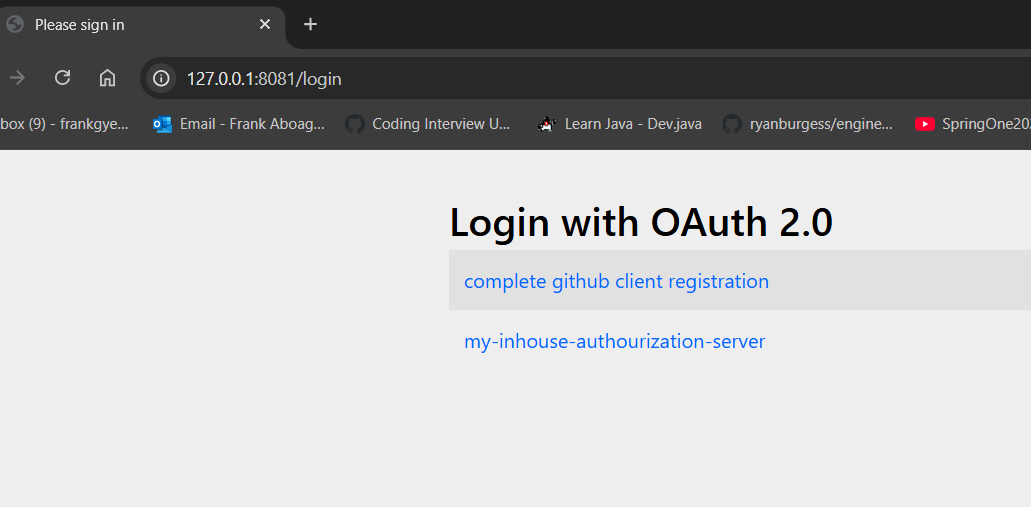 Please sign in
127.0.0.1:8081/login
box (9) - frankgye... Email - Frank Aboag... Coding Interview U... Learn Java - Dev.java ryanburgess/engine... SpringOne202
Login with OAuth 2.0
complete github client registration
my-inhouse-authourization-server